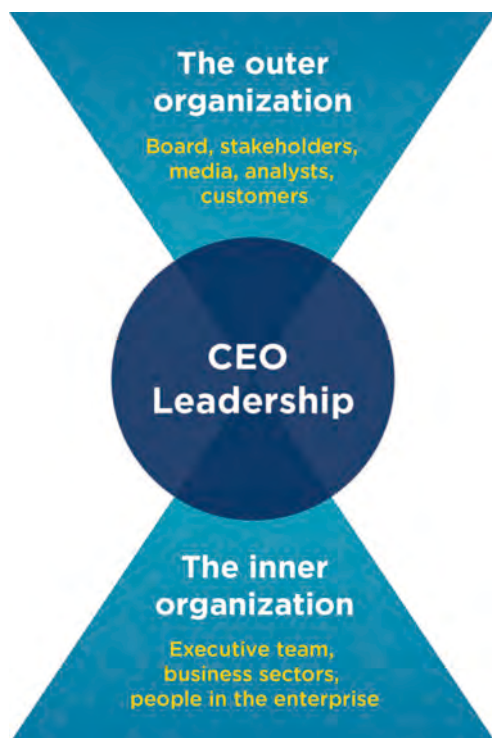 The outer
organization
Board, stakeholders,
media, analysts,
customers
CEO
Leadership
The inner
organization
Executive team,
business sectors,
people in the enterprise